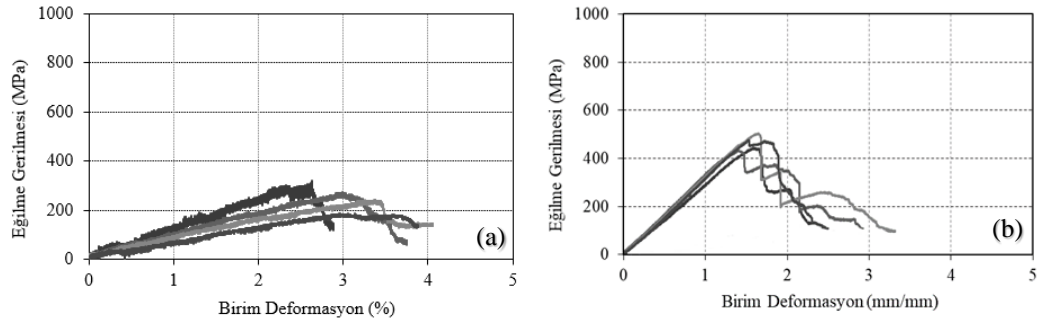 1000
800
600
400
200
0
Eğilme Gerilmesi (MPa)
0 1 2 3 4 5
Birim Deformasyon (%)
(a)
1000
800
600
400
200
0
Eğilme Gerilmesi (MPa)
0 1 2 3 4 5
Birim Deformasyon (mm/mm)
(b)